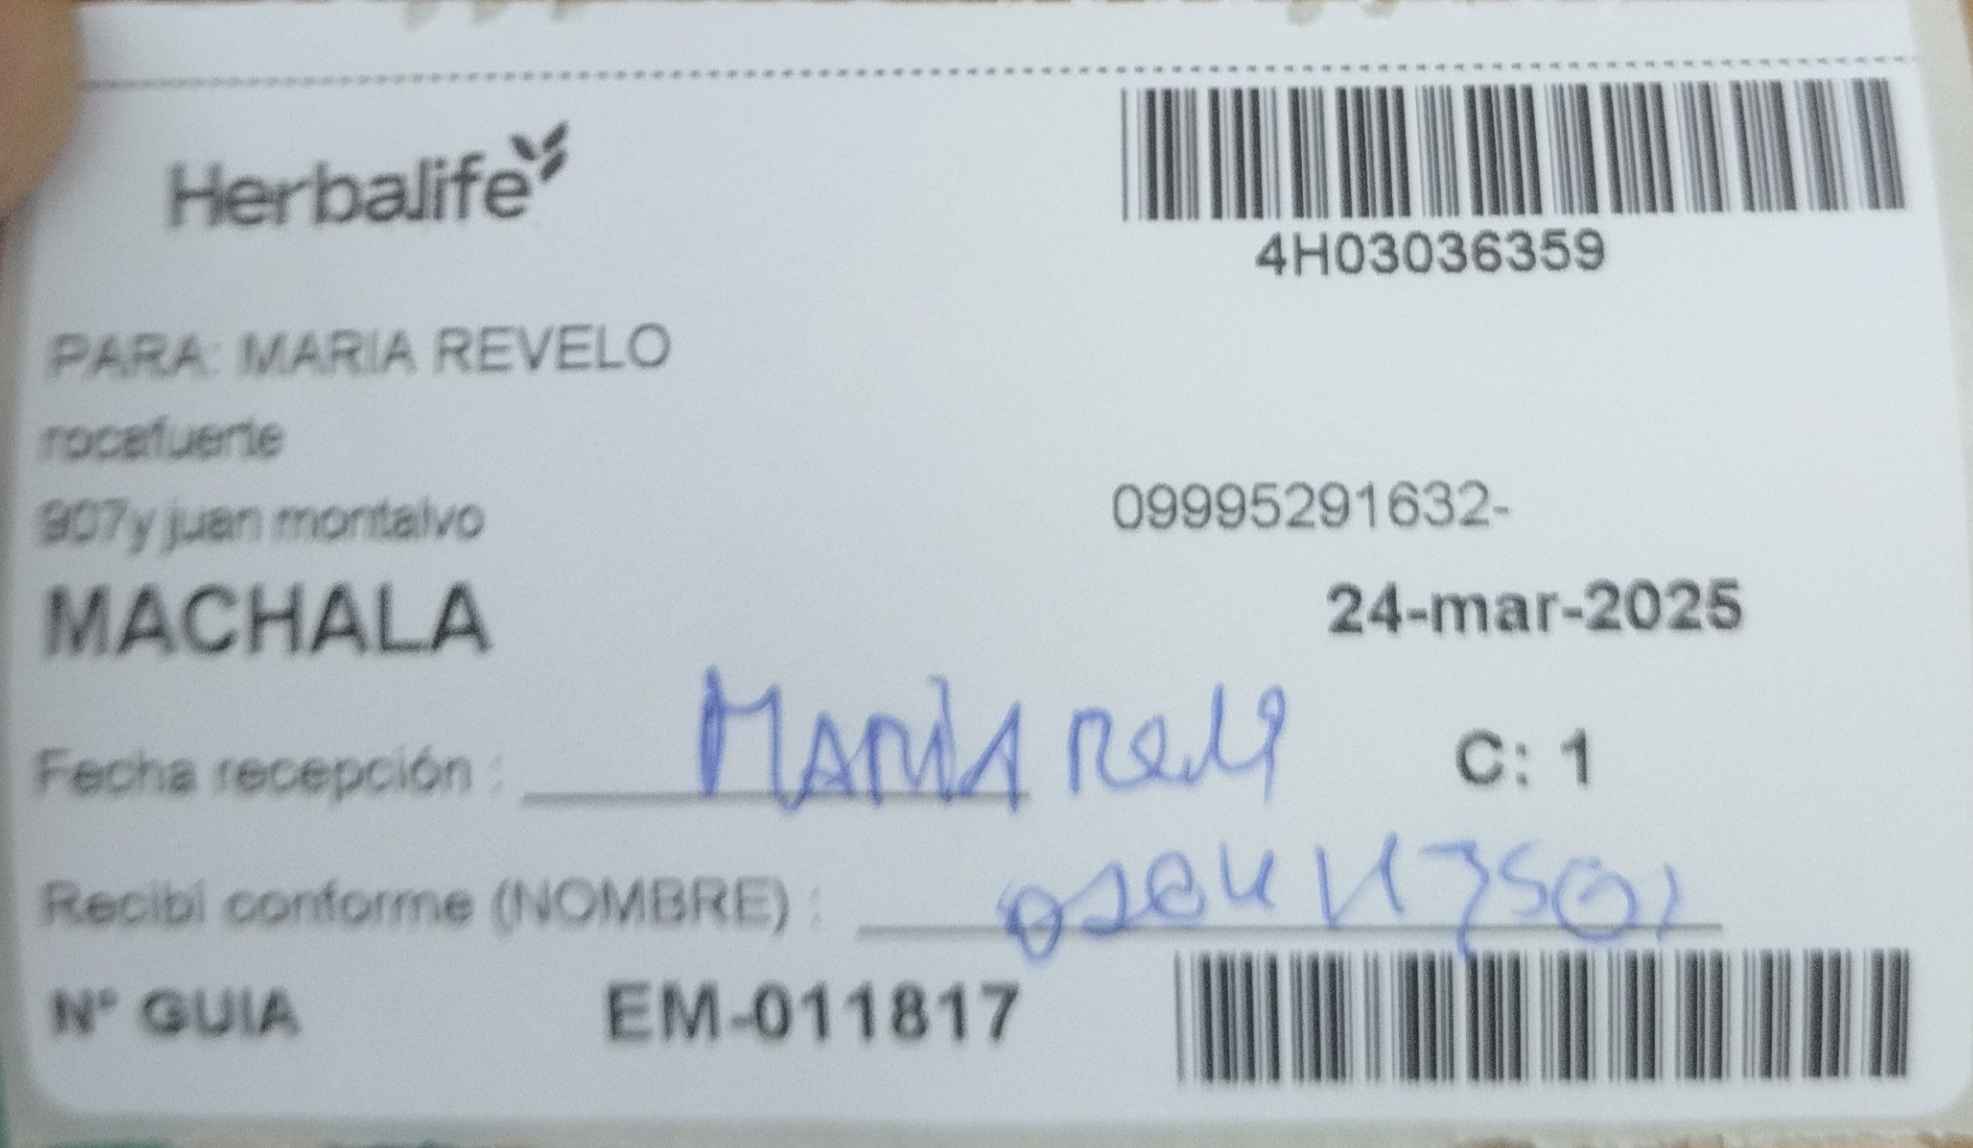 Herbalife
4H03036359
PARA: MARIA REVELO
rocafuerte
907y juan montalvo
09995291632-
MACHALA
24-mar-2025
Fecha recepción : MARIA
C: 1
Recibí conforme (NOMBRE) :
N° GUIA EM-011817